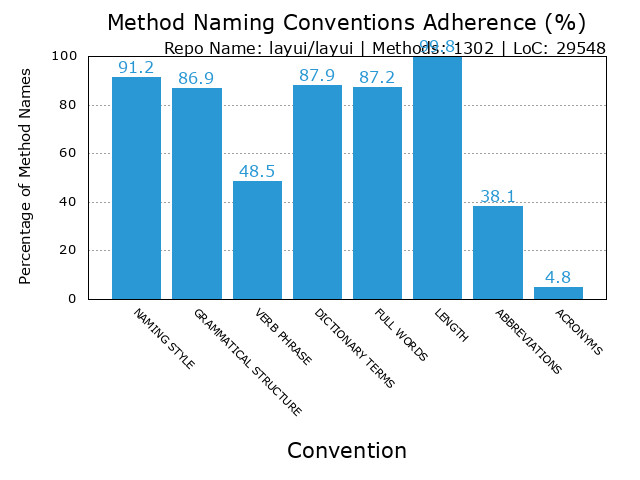 Method Naming Conventions Adherence (%)
Repo Name: layui/layui | Methods: 1302 | LoC: 29548
Percentage of Method Names
100
80
60
40
20
0
91.2
86.9
48.5
87.9
87.2
99.8
38.1
4.8
NAMING STYLE
GRAMMATICAL STRUCTURE
VERB PHRASE
DICTIONARY TERMS
FULL WORDS
LENGTH
ABBREVIATIONS
ACRONYMS
Convention